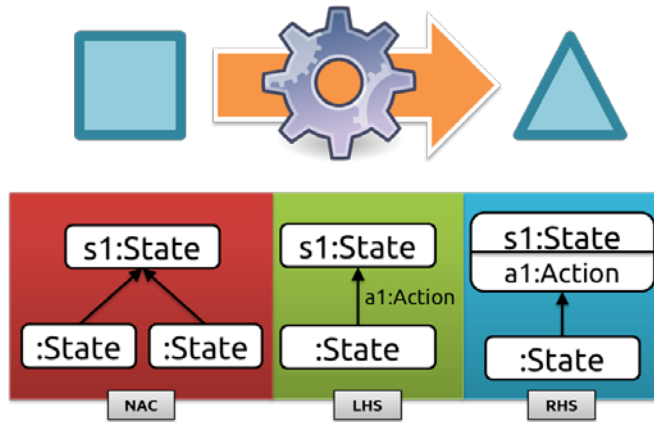 s1:State
:State
:State
NAC
s1:State
a1:Action
:State
LHS
s1:State
a1:Action
:State
RHS